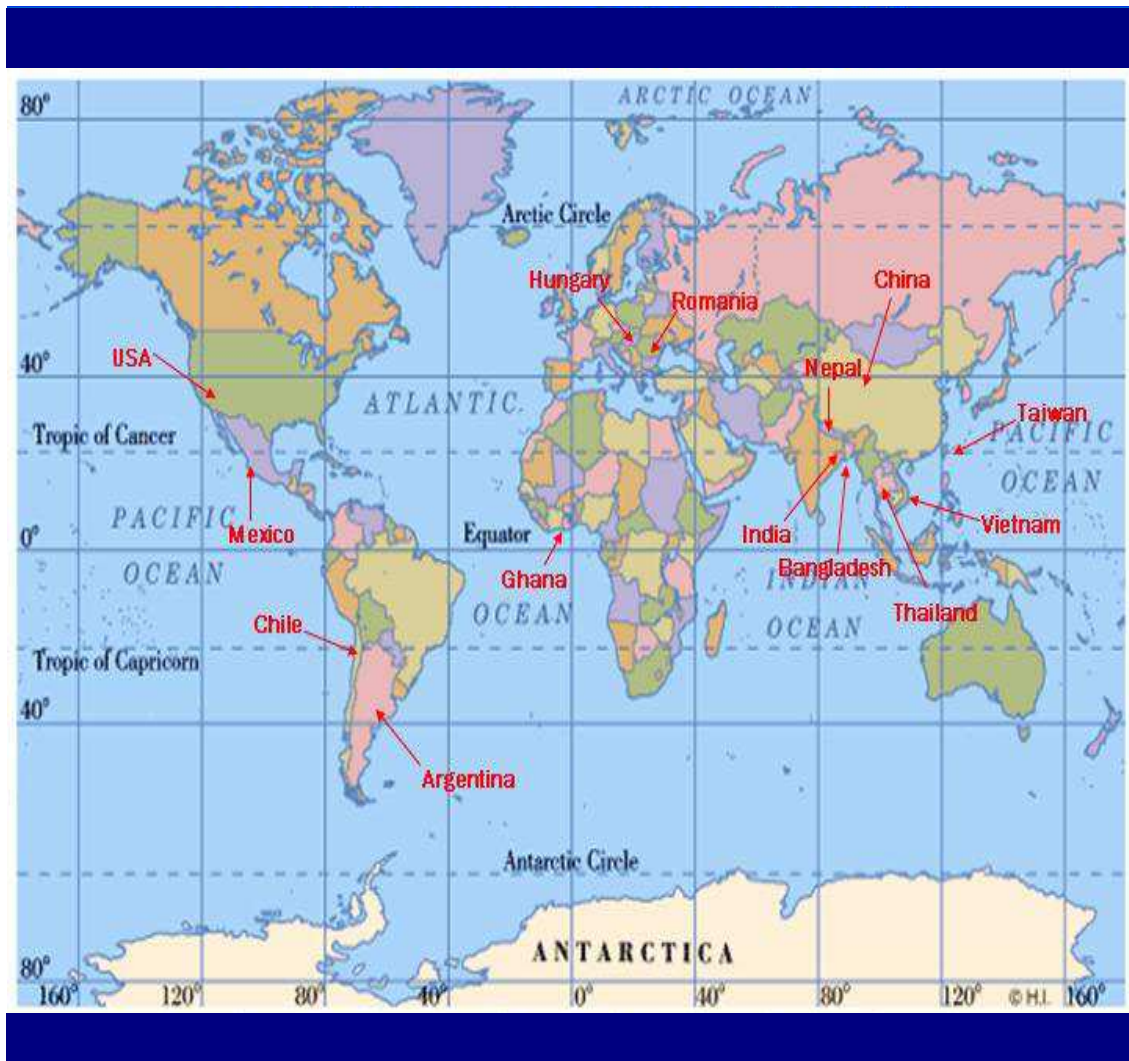 80°
ARCTIC OCEAN
Arctic Circle
Hungary
Romania
China
USA
40°
Nepal
ATLANTIC
Taiwan
Tropic of Cancer
PACIFIC
OCEAN
PACIFIC
Mexico
0°
Equator
India
Vietnam
Bangladesh
OCEAN
Ghana
INDIAN
Thailand
OCEAN
Chile
OCEAN
Tropic of Capricorn
40°
Argentina
Antarctic Circle
ANTARCTICA
80°
160° 120° 80° 40° 0° 40° 80° 120° © H.I. 160°